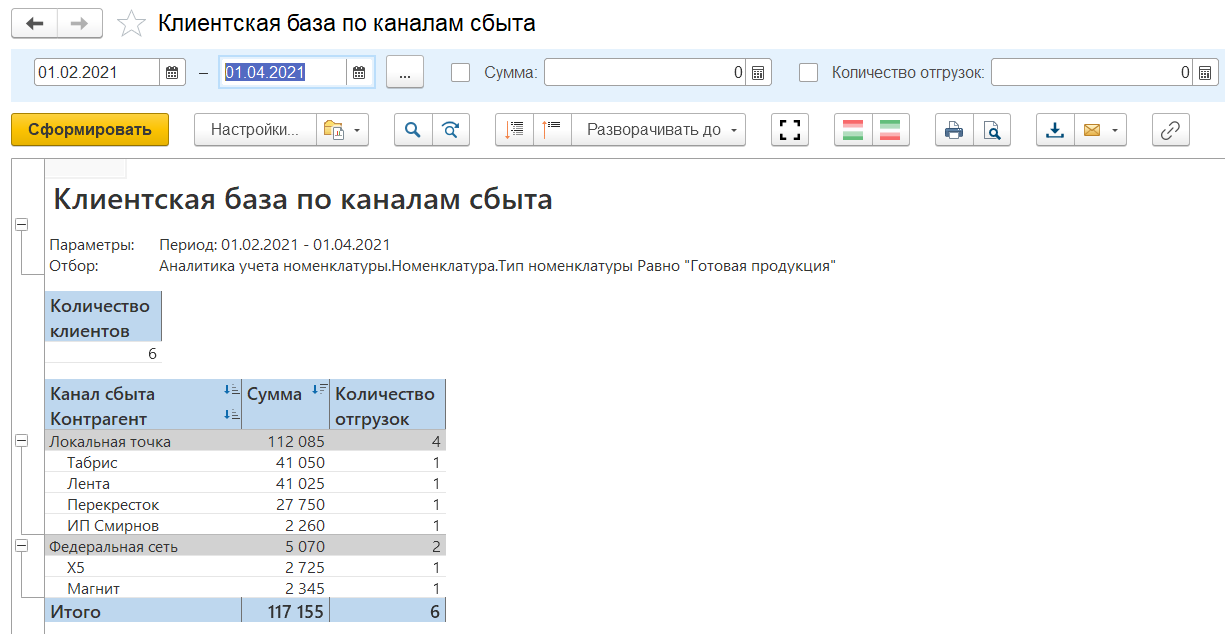 Клиентская база по каналам сбыта
01.02.2021 – 01.04.2021 ... Сумма: 0 Количество отгрузок: 0
Сформировать Настройки... Разворачивать до
Клиентская база по каналам сбыта
Параметры: Период: 01.02.2021 - 01.04.2021
Отбор: Аналитика учета номенклатуры.Номенклатура.Тип номенклатуры Равно "Готовая продукция"
Количество
клиентов
6
Канал сбыта Сумма Количество
Контрагент отгрузок
Локальная точка 112 085 4
Табрис 41 050 1
Лента 41 025 1
Перекресток 27 750 1
ИП Смирнов 2 260 1
Федеральная сеть 5 070 2
X5 2 725 1
Магнит 2 345 1
Итого 117 155 6